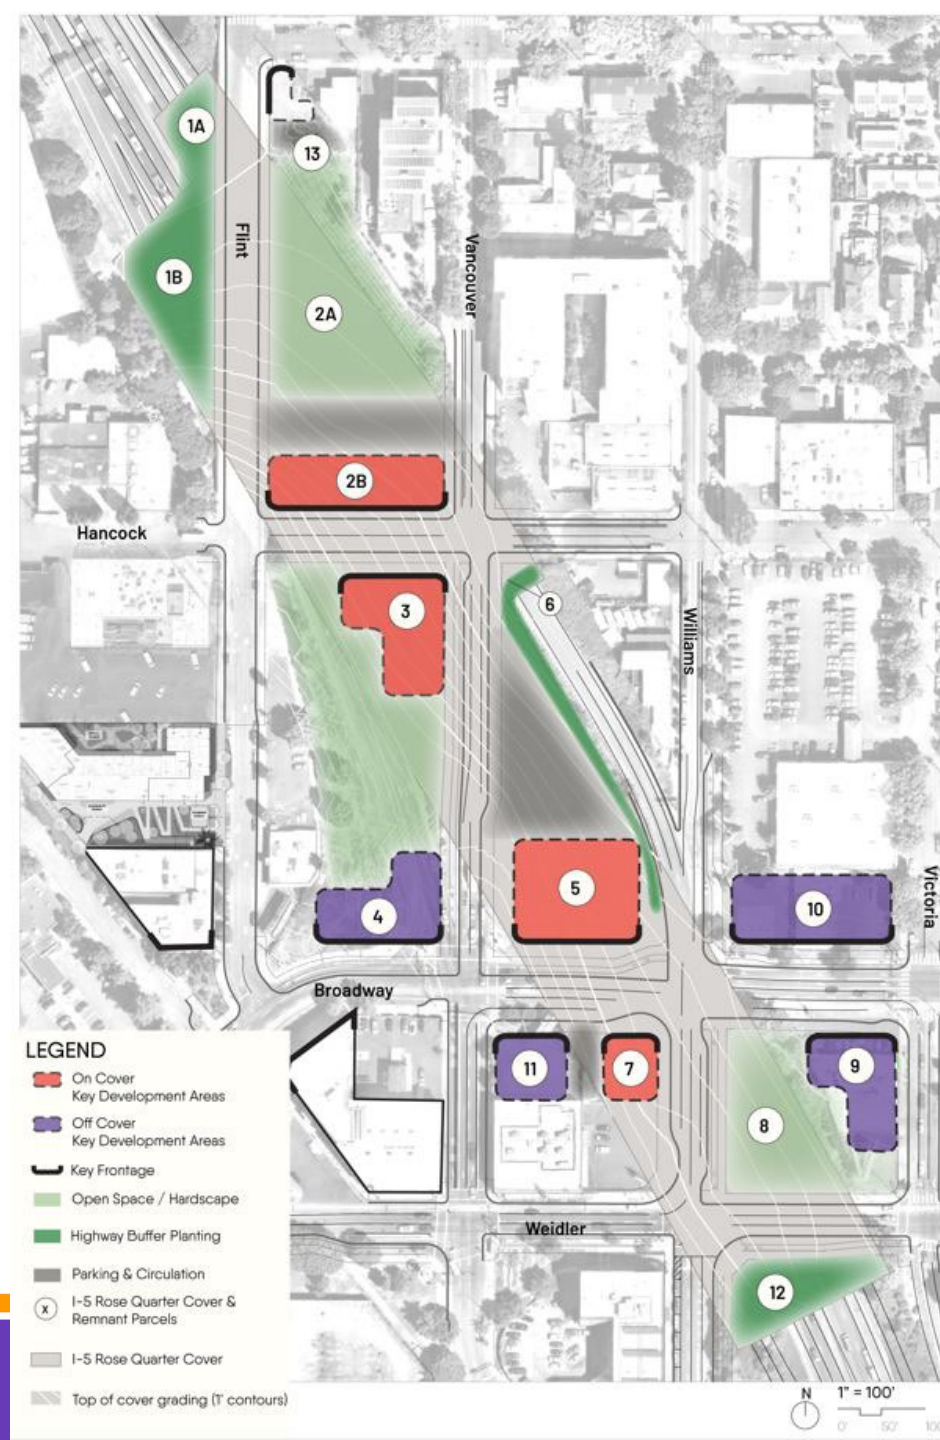 1A
13
Flint
Vancouver
1B
2A
2B
Hancock
3
6
Williams
5
4
10
Victoria
Broadway
11
7
9
8
Weidler
12
LEGEND
On Cover
Key Development Areas
Off Cover
Key Development Areas
Key Frontage
Open Space / Hardscape
Highway Buffer Planting
Parking & Circulation
X
I-5 Rose Quarter Cover &
Remnant Parcels
I-5 Rose Quarter Cover
Top of cover grading (1' contours)
N
1" = 100'
0'
50'